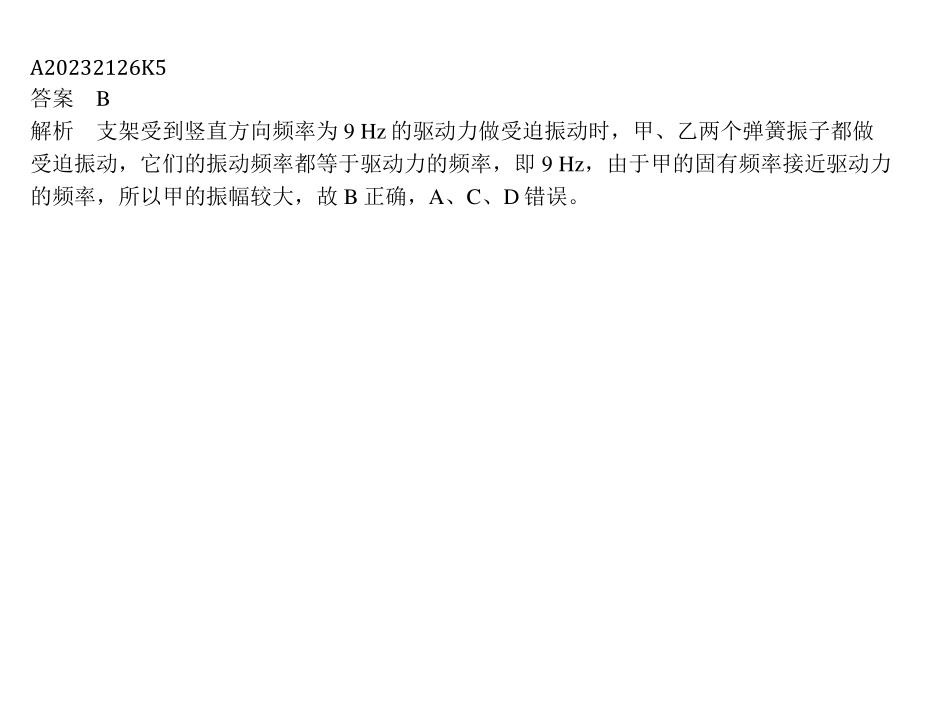 A20232126K5
答案 B
解析 支架受到竖直方向频率为 9 Hz 的驱动力做受迫振动时，甲、乙两个弹簧振子都做
受迫振动，它们的振动频率都等于驱动力的频率，即 9 Hz，由于甲的固有频率接近驱动力
的频率，所以甲的振幅较大，故 B 正确，A、C、D 错误。